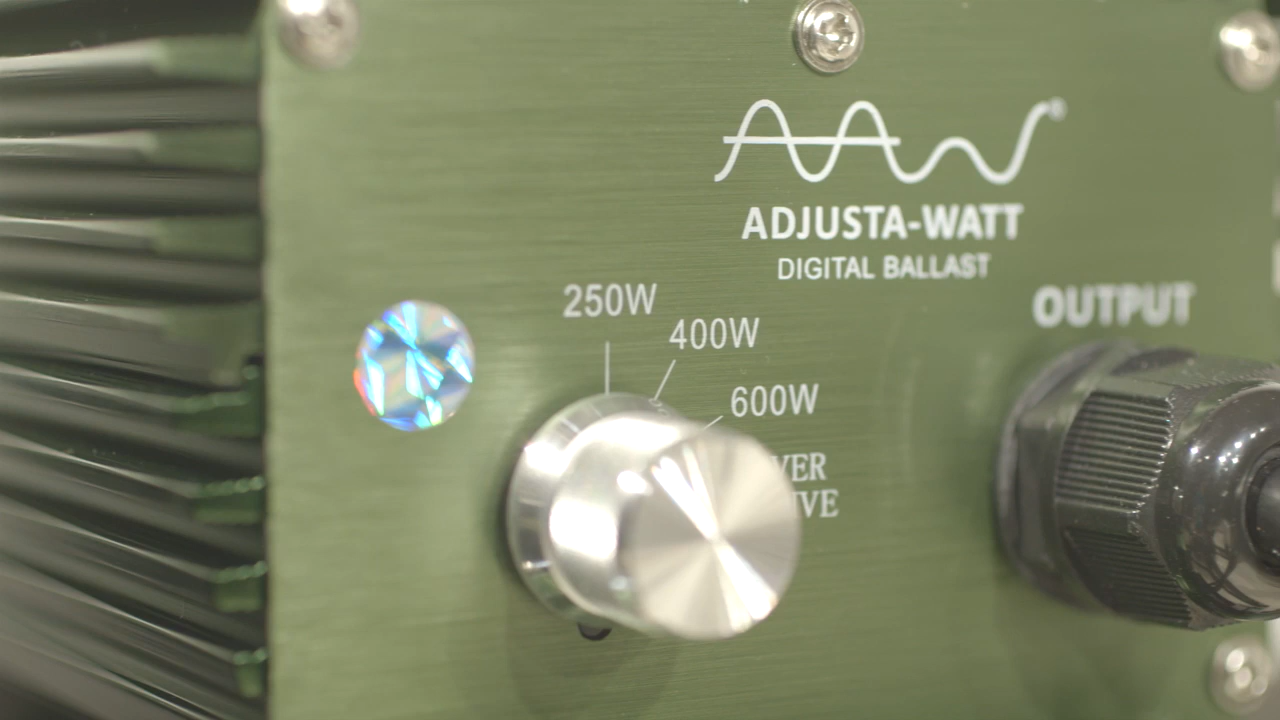 ADJUSTA-WATT
DIGITAL BALLAST
OUTPUT
250W
400W
600W